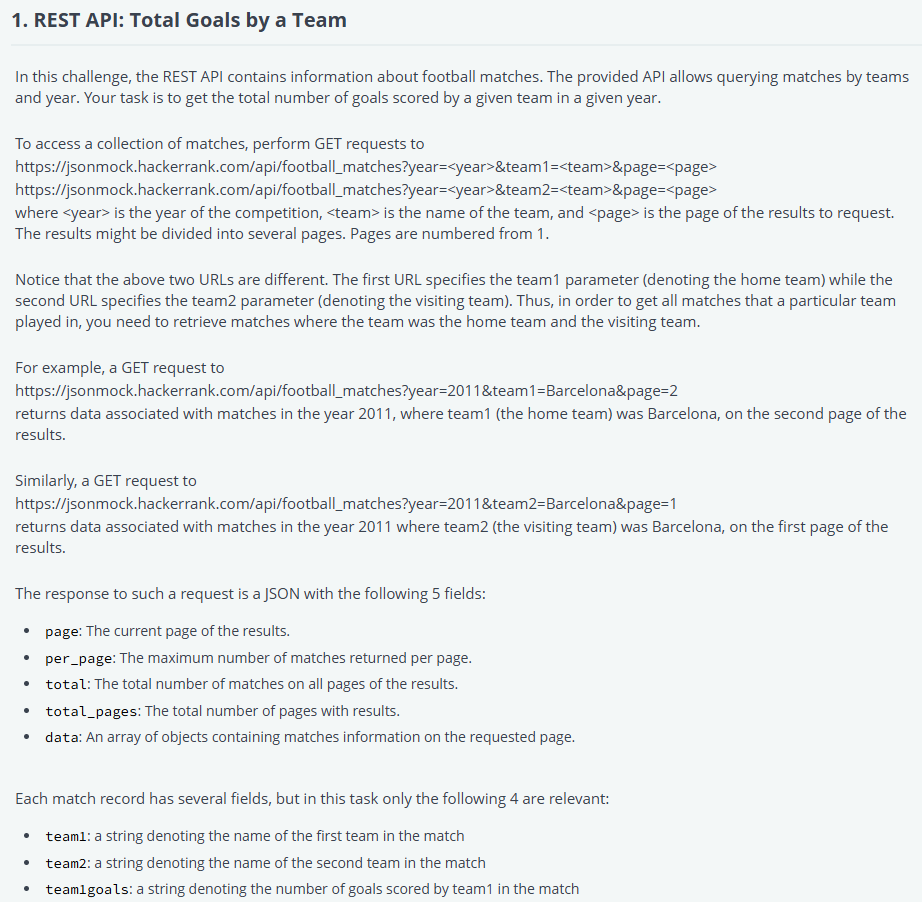 1. REST API: Total Goals by a Team
In this challenge, the REST API contains information about football matches. The provided API allows querying matches by teams
and year. Your task is to get the total number of goals scored by a given team in a given year.
To access a collection of matches, perform GET requests to
https://jsonmock.hackerrank.com/api/football_matches?year=<year>&team1=<team>&page=<page>
https://jsonmock.hackerrank.com/api/football_matches?year=<year>&team2=<team>&page=<page>
where <year> is the year of the competition, <team> is the name of the team, and <page> is the page of the results to request.
The results might be divided into several pages. Pages are numbered from 1.
Notice that the above two URLs are different. The first URL specifies the team1 parameter (denoting the home team) while the
second URL specifies the team2 parameter (denoting the visiting team). Thus, in order to get all matches that a particular team
played in, you need to retrieve matches where the team was the home team and the visiting team.
For example, a GET request to
https://jsonmock.hackerrank.com/api/football_matches?year=2011&team1=Barcelona&page=2
returns data associated with matches in the year 2011, where team1 (the home team) was Barcelona, on the second page of the
results.
Similarly, a GET request to
https://jsonmock.hackerrank.com/api/football_matches?year=2011&team2=Barcelona&page=1
returns data associated with matches in the year 2011 where team2 (the visiting team) was Barcelona, on the first page of the
results.
The response to such a request is a JSON with the following 5 fields:
• page: The current page of the results.
• per_page: The maximum number of matches returned per page.
• total: The total number of matches on all pages of the results.
• total_pages: The total number of pages with results.
• data: An array of objects containing matches information on the requested page.
Each match record has several fields, but in this task only the following 4 are relevant:
• team1: a string denoting the name of the first team in the match
• team2: a string denoting the name of the second team in the match
• team1goals: a string denoting the number of goals scored by team1 in the match